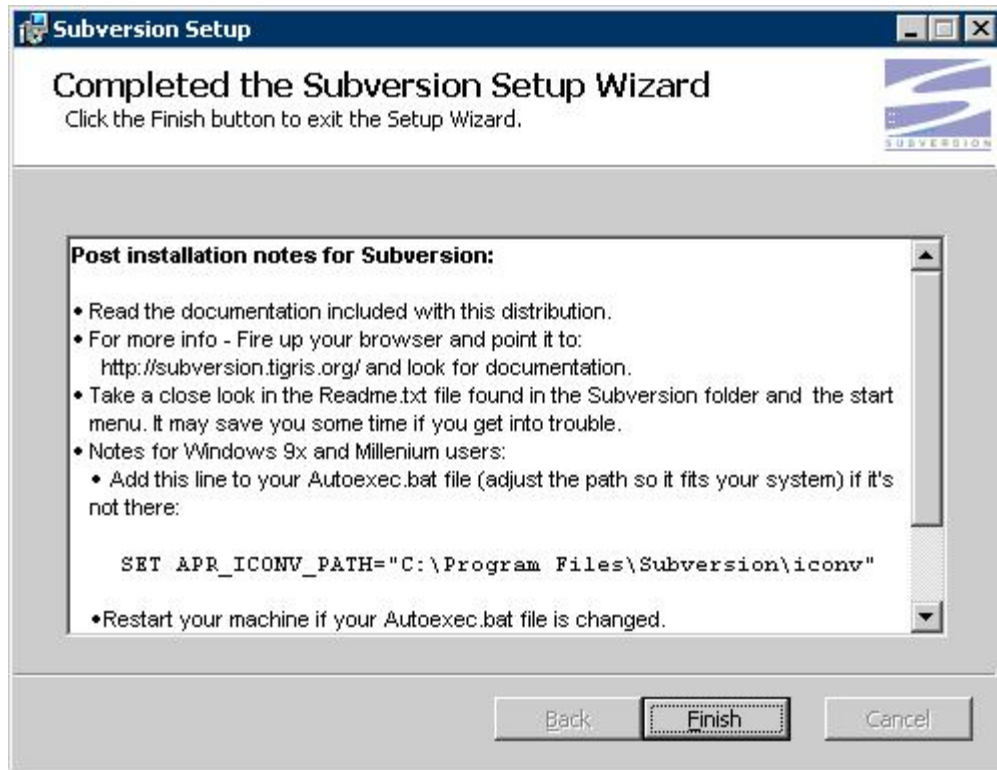 Subversion Setup
Completed the Subversion Setup Wizard
Click the Finish button to exit the Setup Wizard.
SUBVERSION
Post installation notes for Subversion:
• Read the documentation included with this distribution.
• For more info - Fire up your browser and point it to:
http://subversion.tigris.org/ and look for documentation.
• Take a close look in the Readme.txt file found in the Subversion folder and the start
menu. It may save you some time if you get into trouble.
• Notes for Windows 9x and Millenium users:
• Add this line to your Autoexec.bat file (adjust the path so it fits your system) if it's
not there:
SET APR_ICONV_PATH="C:\Program Files\Subversion\iconv"
•Restart your machine if your Autoexec.bat file is changed.
Back Finish Cancel